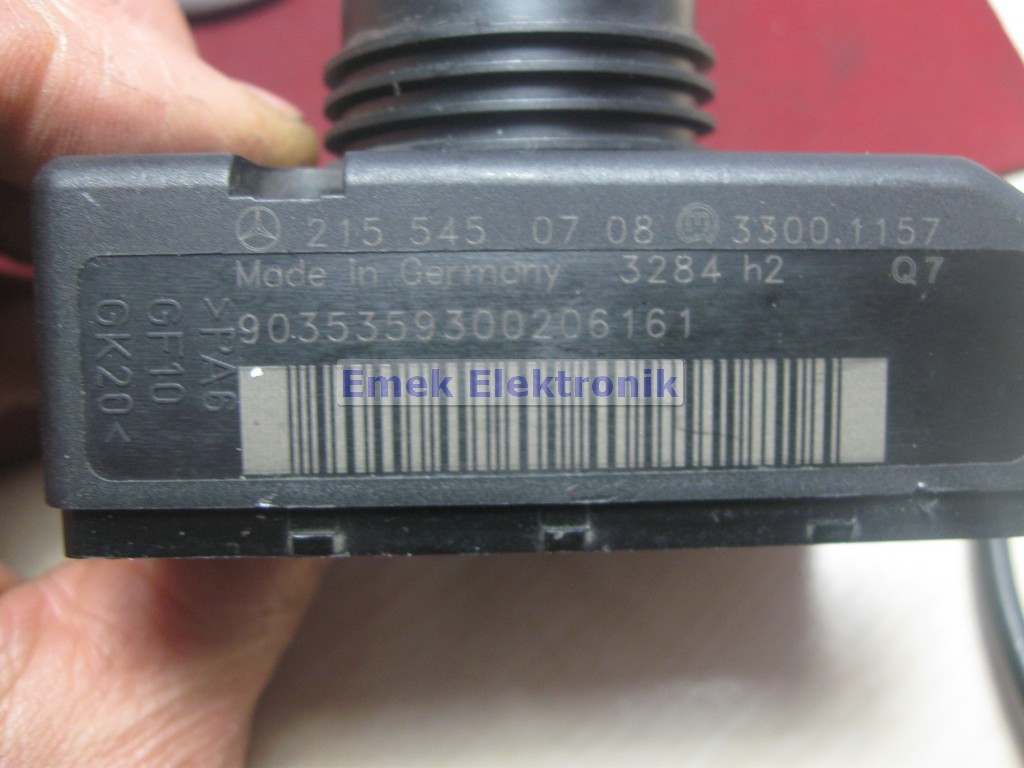 215 545 07 08 3300.1157
Made in Germany 3284 h2 Q7
9035359300206161
>PA6
GF10
GK20<
Emek Elektronik